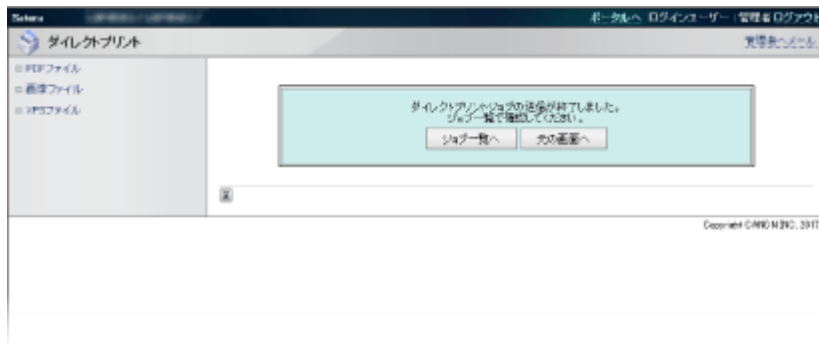 Satera
ポータルへ ログインユーザー:管理者 ログアウト
ダイレクトプリント
管理者へメール
PDFファイル
画像ファイル
XPSファイル
ダイレクトプリントジョブの送信が終了しました。
ジョブ一覧で確認してください。
ジョブ一覧へ 元の画面へ
Copyright CANON INC. 2017